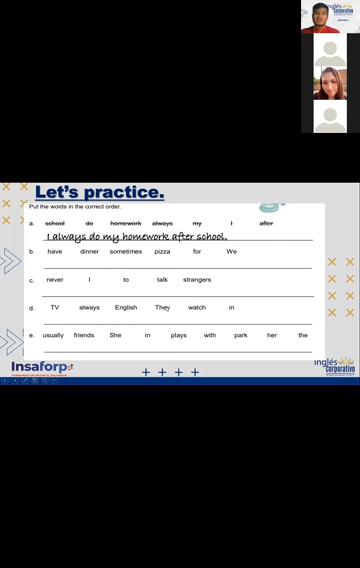 inglés
Corporativo
Let's practice.
Put the words in the correct order.
a. school do homework always my I after
I always do my homework after school.
b. have dinner sometimes pizza for We
c. never I to talk strangers
d. TV always English They watch in
e. usually friends She in plays with park her the
Insaforp
inglés
Corporativo